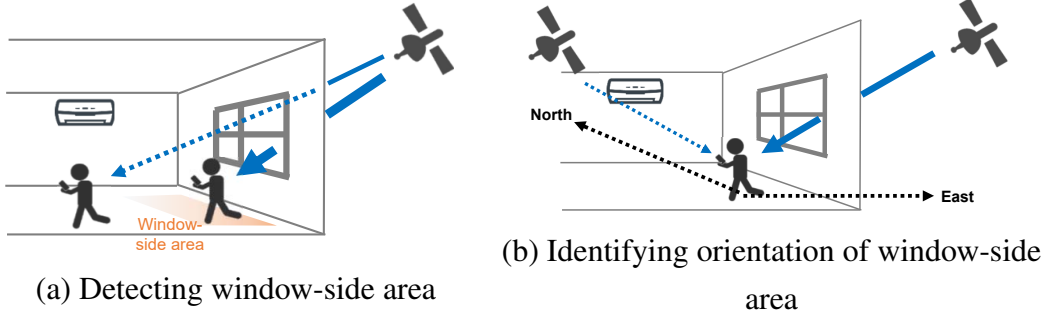 Window-
side area
(a) Detecting window-side area
North
East
(b) Identifying orientation of window-side
area